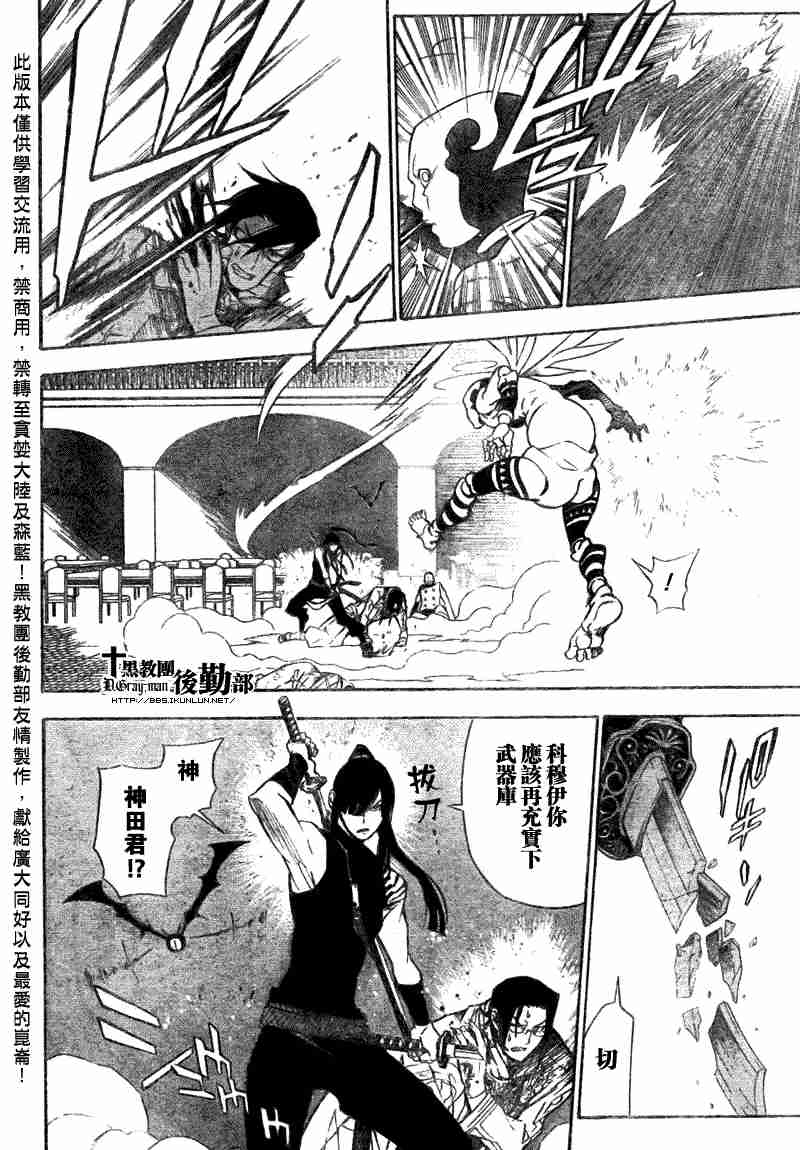 此版本僅供學習交流用，禁商用，禁轉至貪婪大陸及森藍！黑教團後勤部友情製作，獻給廣大同好以及最愛的崑崙！
!
黑教團
D.Gray-man
後勤部
HTTP://BBS.IKUNLUN.NET/
切
科穆伊你
應該再充實下
武器庫
拔刀
神
神田君!?